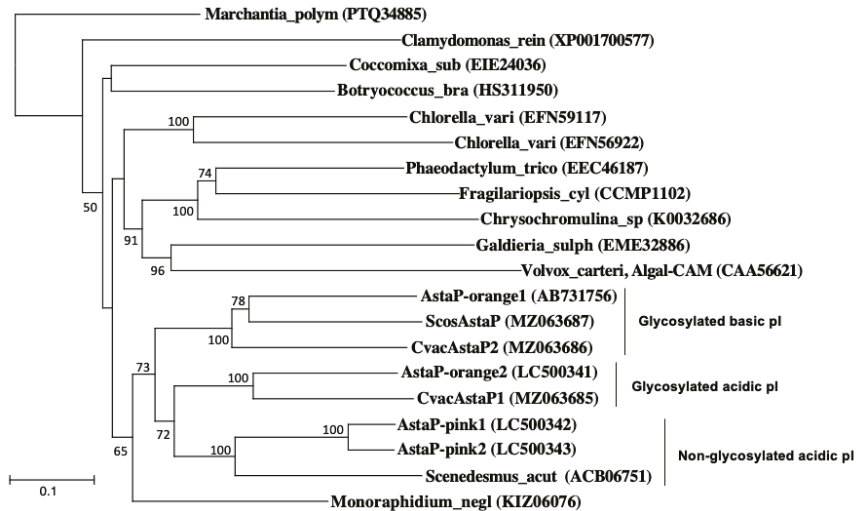 Marchantia_polym (PTQ34885)
Clamydomonas_rein (XP001700577)
Coccomixa_sub (EIE24036)
Botryococcus_bra (HS311950)
100
Chlorella_vari (EFN59117)
Chlorella_vari (EFN56922)
74
Phaeodactylum_trico (EEC46187)
Fragilariopsis_cyl (CCMP1102)
50
100
Chrysochromulina_sp (K0032686)
91
Galdieria_sulph (EME32886)
96
Volvox_carteri, Algal-CAM (CAA56621)
78
AstaP-orange1 (AB731756)
ScosAstaP (MZ063687)
Glycosylated basic pI
100
CvacAstaP2 (MZ063686)
73
AstaP-orange2 (LC500341)
100
Glycosylated acidic pI
CvacAstaP1 (MZ063685)
72
AstaP-pink1 (LC500342)
100
65
100
AstaP-pink2 (LC500343)
Non-glycosylated acidic pI
Scenedesmus_acut (ACB06751)
0.1
Monoraphidium_negl (KIZ06076)